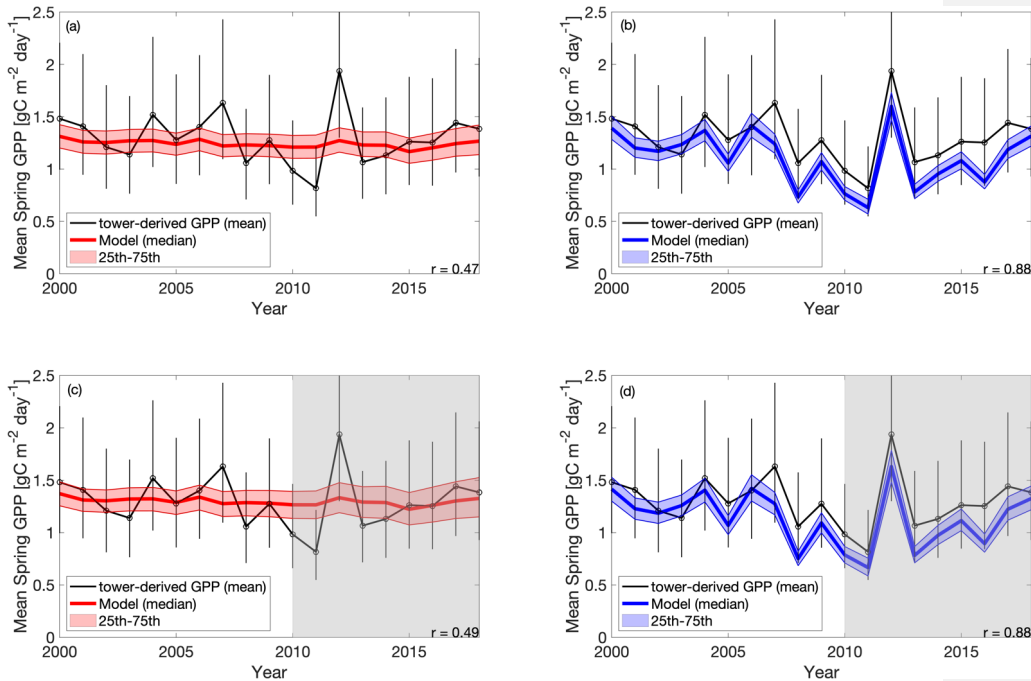 (a)
Mean Spring GPP [gC m⁻² day⁻¹]
2.5
2
1.5
1
0.5
0
tower-derived GPP (mean)
Model (median)
25th-75th
r = 0.47
2000 2005 2010 2015
Year
(b)
Mean Spring GPP [gC m⁻² day⁻¹]
2.5
2
1.5
1
0.5
0
tower-derived GPP (mean)
Model (median)
25th-75th
r = 0.88
2000 2005 2010 2015
Year
(c)
Mean Spring GPP [gC m⁻² day⁻¹]
2.5
2
1.5
1
0.5
0
tower-derived GPP (mean)
Model (median)
25th-75th
r = 0.49
2000 2005 2010 2015
Year
(d)
Mean Spring GPP [gC m⁻² day⁻¹]
2.5
2
1.5
1
0.5
0
tower-derived GPP (mean)
Model (median)
25th-75th
r = 0.88
2000 2005 2010 2015
Year